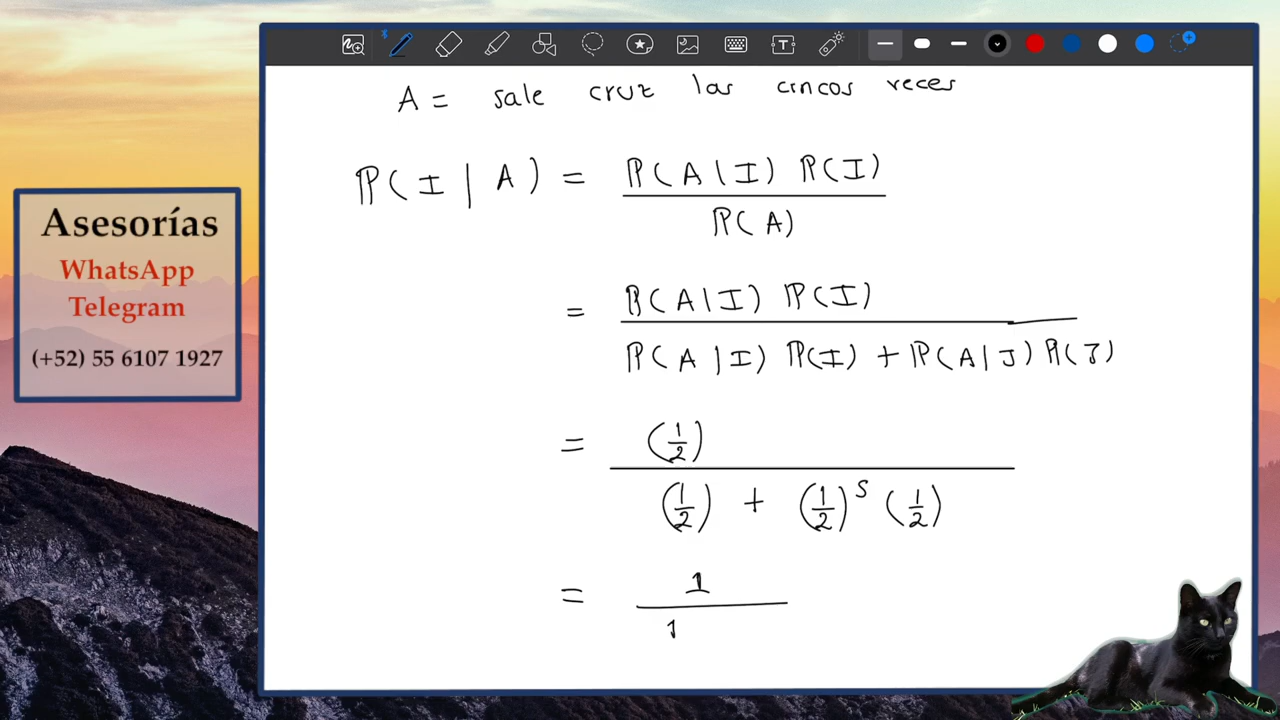 A = sale cruz las cincos veces
Asesorías
WhatsApp
Telegram
(+52) 55 6107 1927
ℙ( I | A ) = ℙ( A | I ) ℙ( I ) / ℙ( A )
= ℙ( A | I ) ℙ( I ) / ℙ( A | I ) ℙ( I ) + ℙ( A | J ) ℙ( J )
= (1/2) / (1/2) + (1/2)^5 (1/2)
= 1 / 1